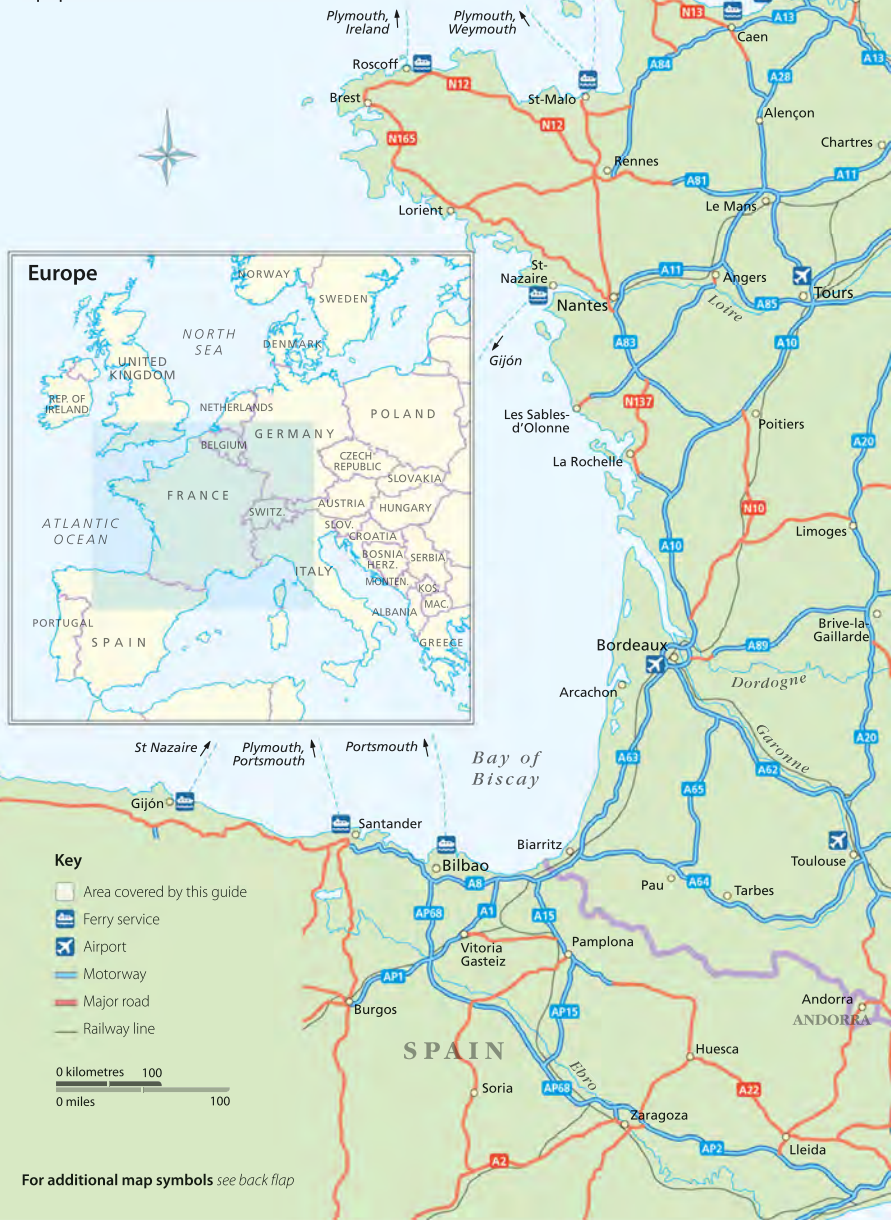 Plymouth,
Ireland
Plymouth,
Weymouth
N13
Caen
A13
A13
Roscoff
N12
A84
A28
Brest
St-Malo
Alençon
N165
N12
Chartres
Rennes
A81
A11
Lorient
Le Mans
Europe
St-
Nazaire
A11
Angers
Tours
Nantes
Loire
A85
Gijón
A83
A10
Les Sables-
d'Olonne
N137
Poitiers
La Rochelle
A20
N10
Limoges
A10
Brive-la-
Gaillarde
Bordeaux
A89
Dordogne
Arcachon
NORWAY
SWEDEN
NORTH
SEA
DENMARK
UNITED
KINGDOM
REP. OF
IRELAND
NETHERLANDS
POLAND
GERMANY
BELGIUM
CZECH
REPUBLIC
SLOVAKIA
FRANCE
AUSTRIA
HUNGARY
SWITZ.
SLOV.
CROATIA
ATLANTIC
OCEAN
BOSNIA
HERZ.
SERBIA
ITALY
MONTEN.
KOS.
MAC.
ALBANIA
PORTUGAL
SPAIN
GREECE
St Nazaire
Plymouth,
Portsmouth
Portsmouth
Bay of
Biscay
A63
Garonne
A62
A20
A65
Gijón
Santander
Biarritz
Toulouse
Bilbao
A8
Pau
A64
Tarbes
Key
Area covered by this guide
Ferry service
Airport
Motorway
Major road
Railway line
0 kilometres 100
0 miles 100
AP68
A1
A15
Vitoria
Gasteiz
Pamplona
AP1
Burgos
AP15
Andorra
ANDORRA
SPAIN
Huesca
Soria
Ebro
AP68
A22
Zaragoza
AP2
Lleida
A2
For additional map symbols see back flap